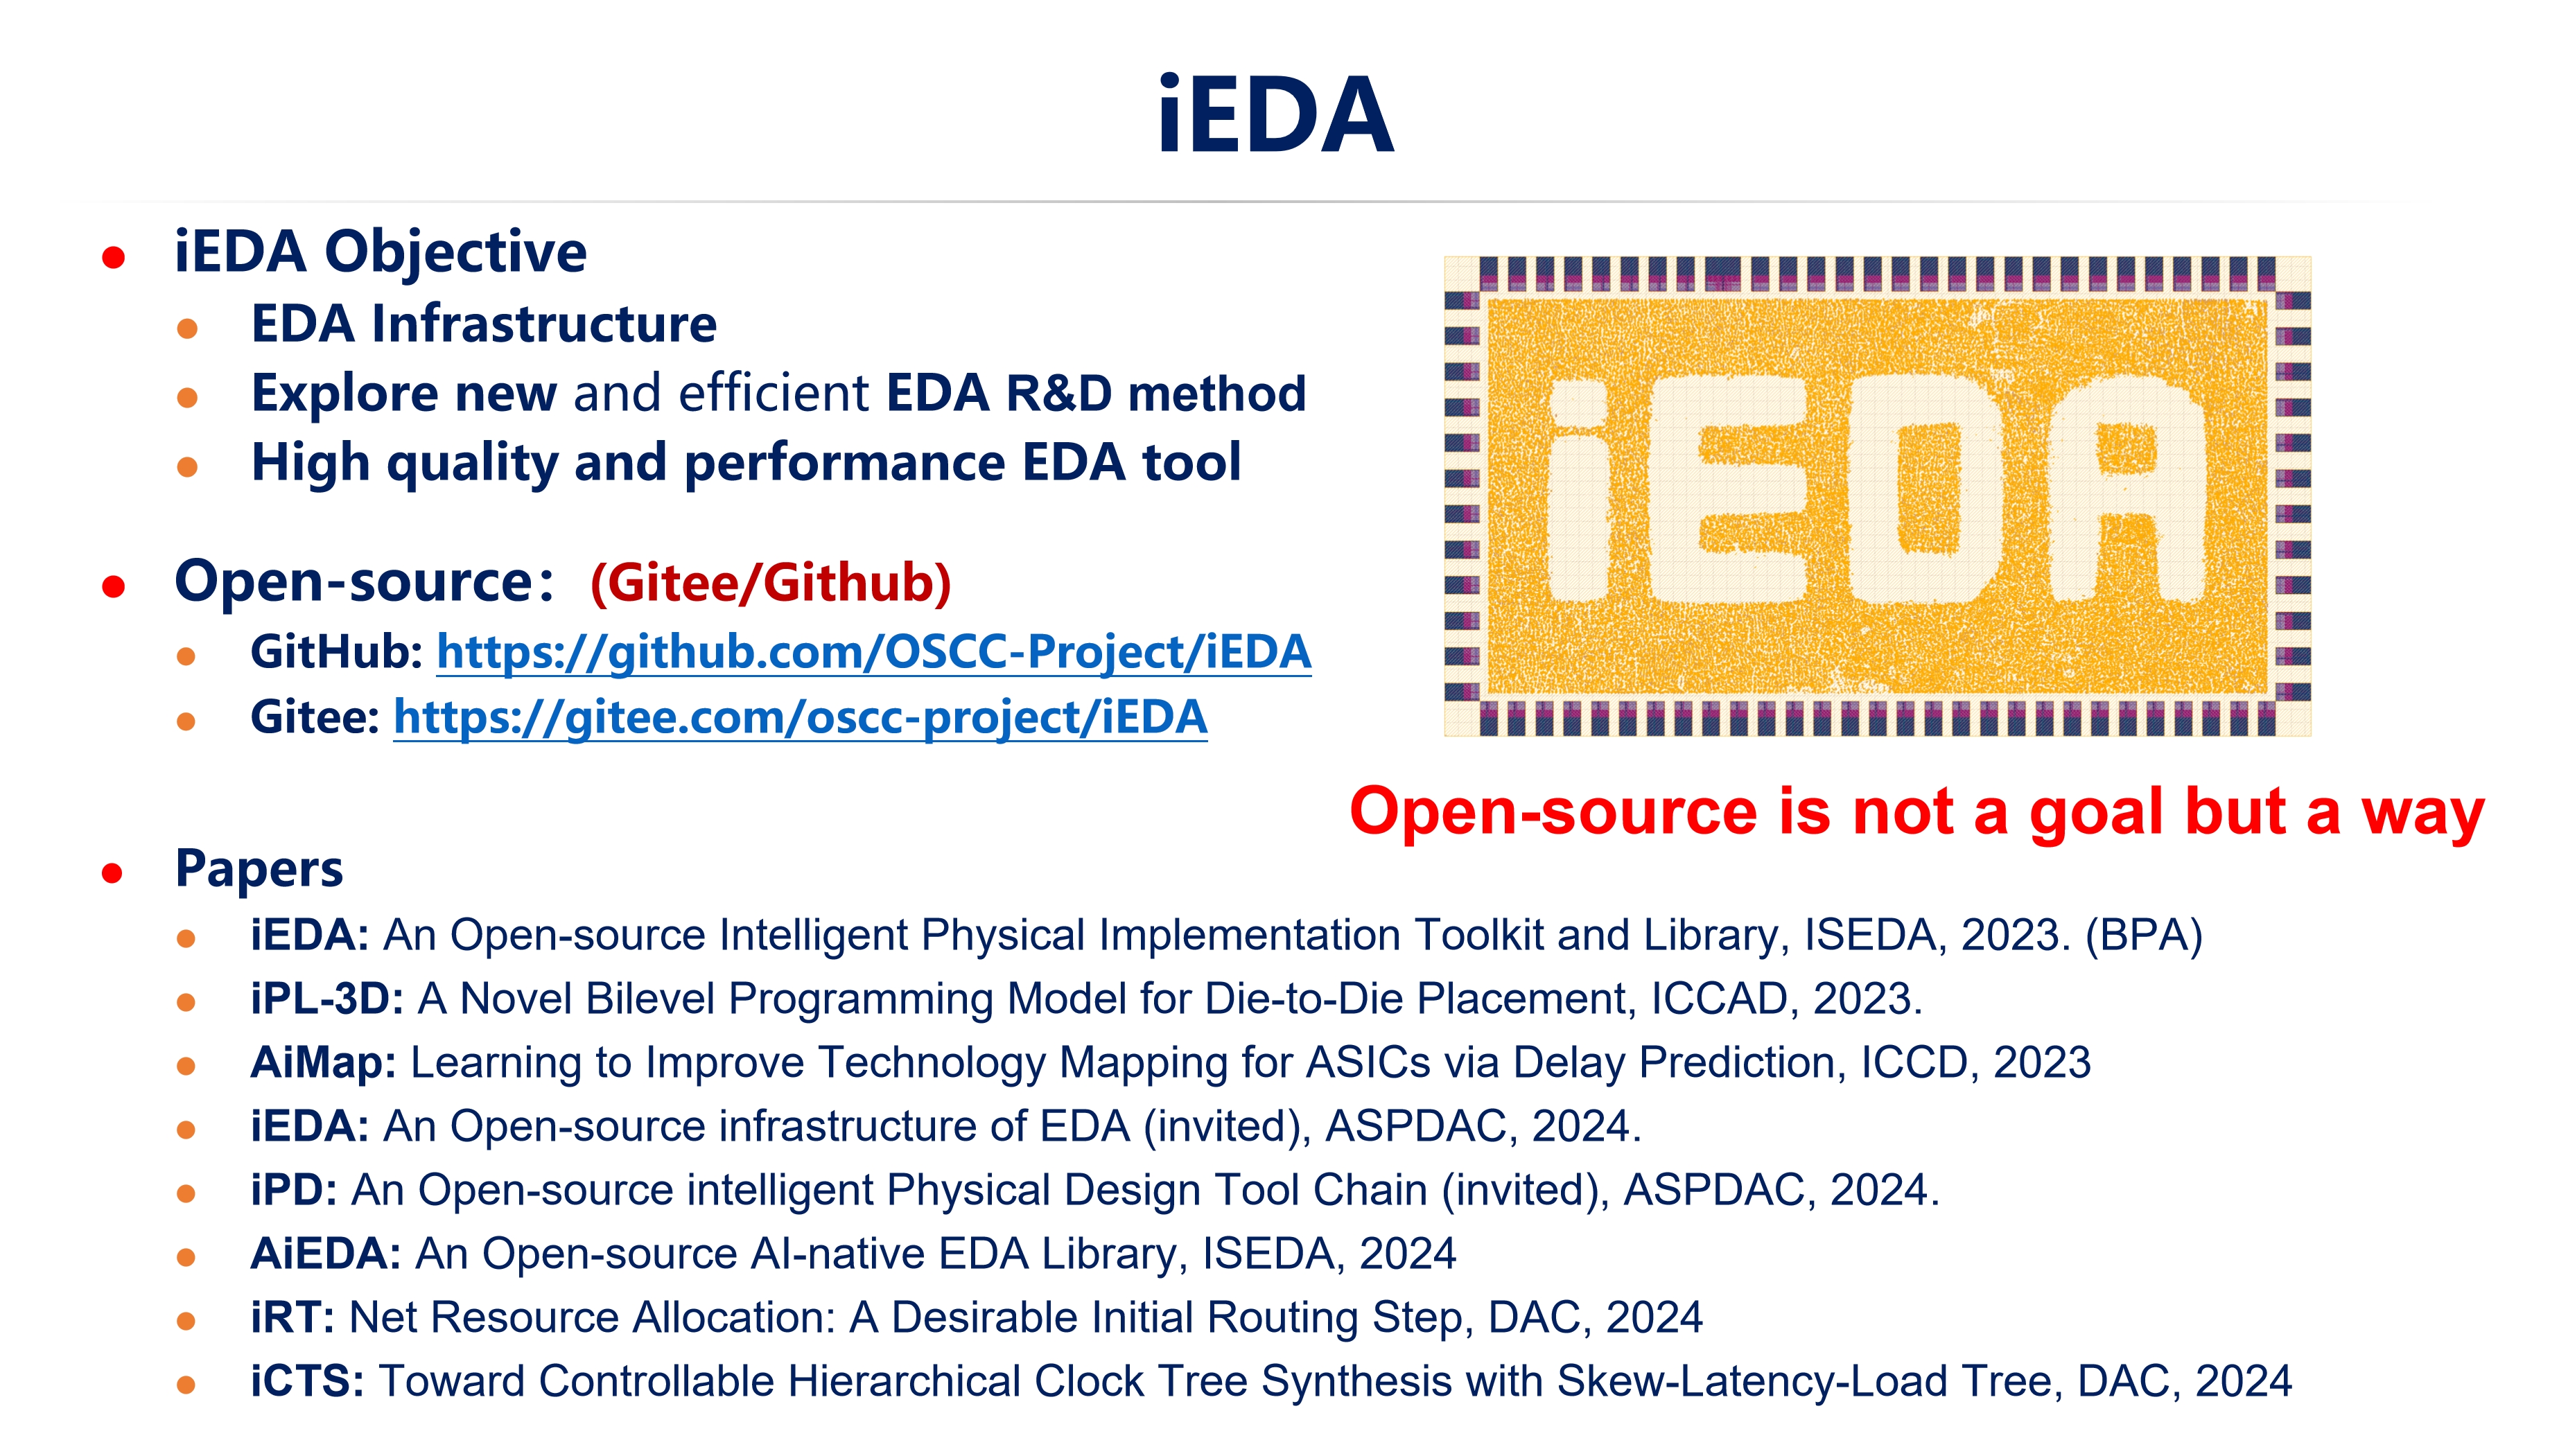 iEDA
iEDA Objective
EDA Infrastructure
Explore new and efficient EDA R&D method
High quality and performance EDA tool
Open-source：(Gitee/Github)
GitHub: https://github.com/OSCC-Project/iEDA
Gitee: https://gitee.com/oscc-project/iEDA
iEDA
Open-source is not a goal but a way
Papers
iEDA: An Open-source Intelligent Physical Implementation Toolkit and Library, ISEDA, 2023. (BPA)
iPL-3D: A Novel Bilevel Programming Model for Die-to-Die Placement, ICCAD, 2023.
AiMap: Learning to Improve Technology Mapping for ASICs via Delay Prediction, ICCD, 2023
iEDA: An Open-source infrastructure of EDA (invited), ASPDAC, 2024.
iPD: An Open-source intelligent Physical Design Tool Chain (invited), ASPDAC, 2024.
AiEDA: An Open-source AI-native EDA Library, ISEDA, 2024
iRT: Net Resource Allocation: A Desirable Initial Routing Step, DAC, 2024
iCTS: Toward Controllable Hierarchical Clock Tree Synthesis with Skew-Latency-Load Tree, DAC, 2024